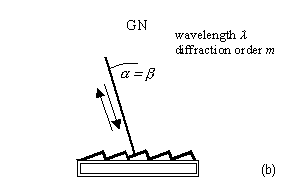 GN
wavelength λ
diffraction order m
α = β
(b)